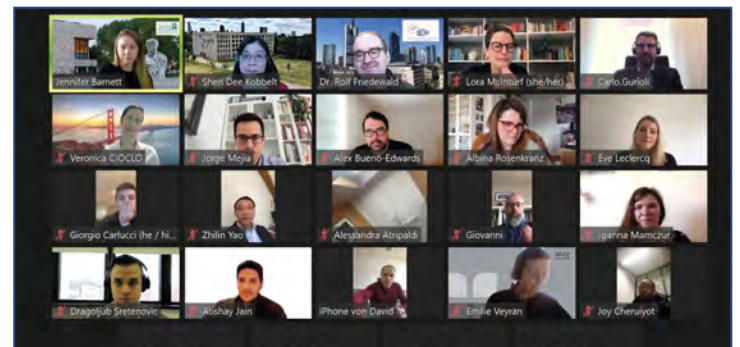 Jennifer Barnett
Shen Dee Kobbelt
Dr. Rolf Friedewald
Lora McInturf (she/her)
Carlo.Gurioli
Veronica CIOCLO
Jorge Mejia
Alex Bueno-Edwards
Albina Rosenkranz
Eve Leclercq
Giorgio Carlucci (he / hi...
Zhilin Yao
Alessandra Atripaldi
Giovanni
Joanna Mamczur
Dragoljub Sretenovic
Atishay Jain
iPhone von David
Emilie Veyran
Joy Cheruiyot